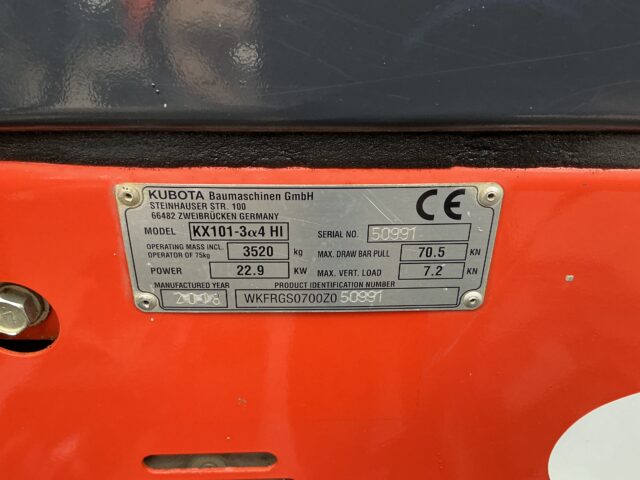 KUBOTA Baumaschinen GmbH
STEINHAUSER STR. 100
66482 ZWEIBRÜCKEN GERMANY
CE
MODEL KX101-3α4 HI SERIAL NO. 50991
OPERATING MASS INCL. OPERATOR OF 75kg 3520 kg MAX. DRAW BAR PULL 70.5 KN
POWER 22.9 KW MAX. VERT. LOAD 7.2 KN
MANUFACTURED YEAR PRODUCT IDENTIFICATION NUMBER
2018 WKFRGS0700Z050991